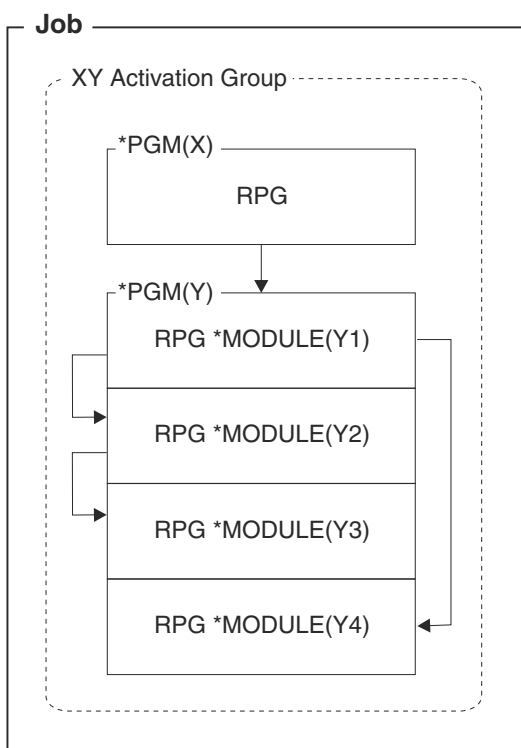 Job
XY Activation Group
*PGM(X)
RPG
*PGM(Y)
RPG *MODULE(Y1)
RPG *MODULE(Y2)
RPG *MODULE(Y3)
RPG *MODULE(Y4)